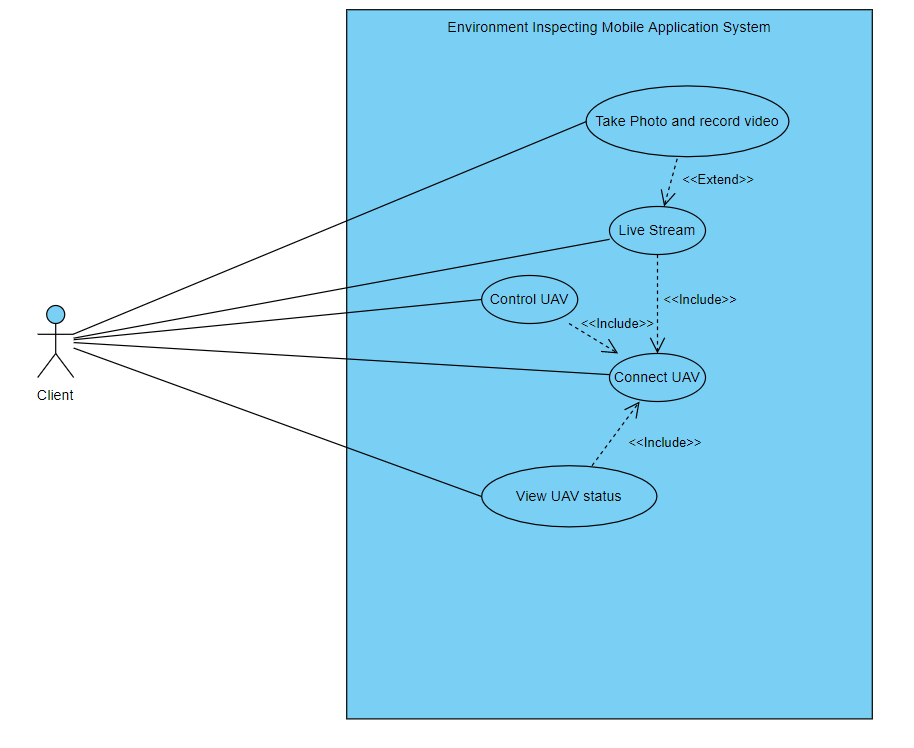 Environment Inspecting Mobile Application System
Take Photo and record video
<<Extend>>
Live Stream
Control UAV
<<Include>>
<<Include>>
Connect UAV
Client
<<Include>>
View UAV status